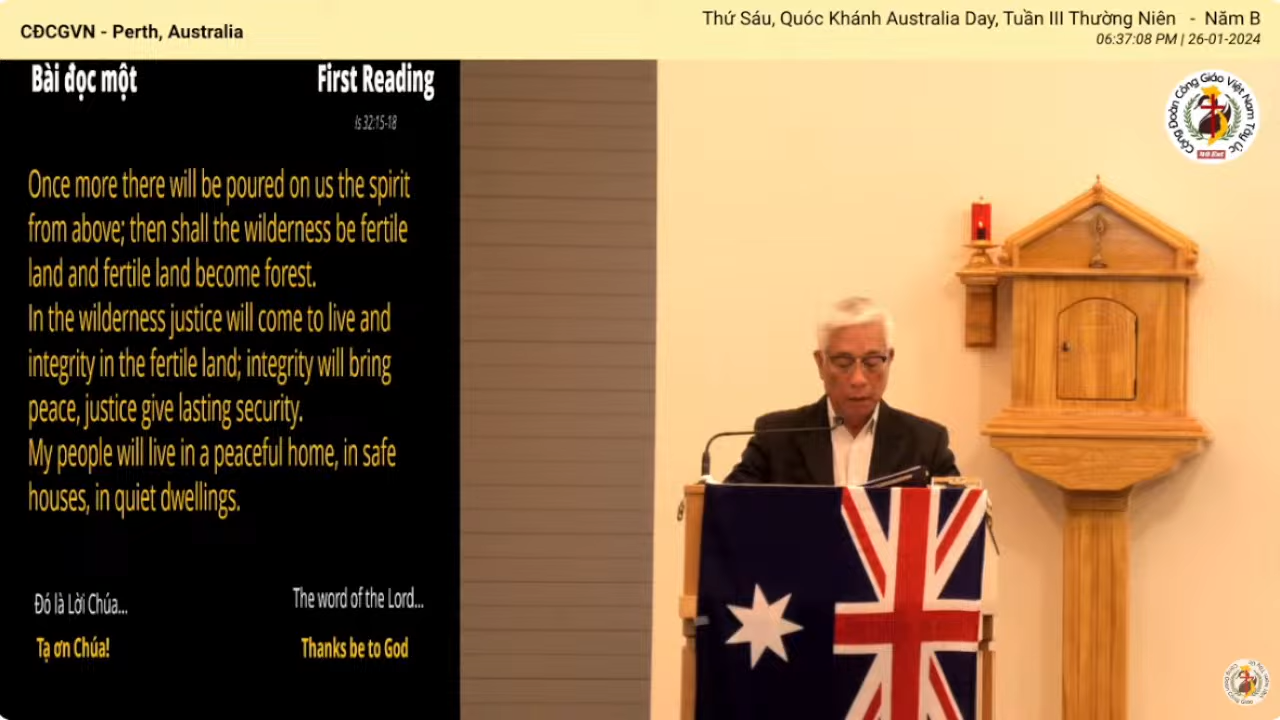 CĐCGVN - Perth, Australia
Thứ Sáu, Quóc Khánh Australia Day, Tuần III Thường Niên - Năm B
06:37:08 PM | 26-01-2024
Bài đọc một
First Reading
Is 32:15-18
Once more there will be poured on us the spirit
from above; then shall the wilderness be fertile
land and fertile land become forest.
In the wilderness justice will come to live and
integrity in the fertile land; integrity will bring
peace, justice give lasting security.
My people will live in a peaceful home, in safe
houses, in quiet dwellings.
Đó là Lời Chúa...
The word of the Lord...
Tạ ơn Chúa!
Thanks be to God
Cộng Đoàn Công Giáo Việt Nam Tây Úc